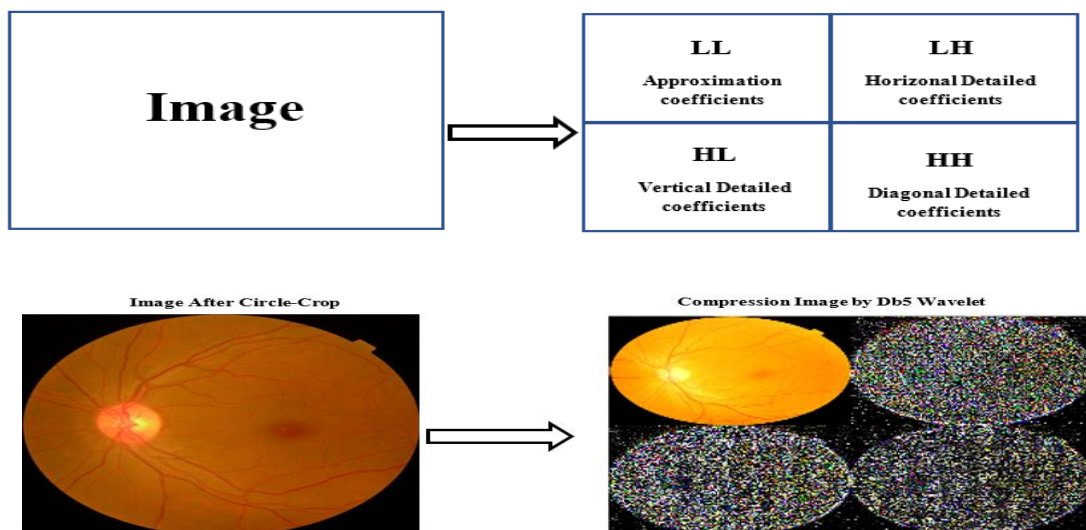 Image
LL
Approximation
coefficients
LH
Horizonal Detailed
coefficients
HL
Vertical Detailed
coefficients
HH
Diagonal Detailed
coefficients
Image After Circle-Crop
Compression Image by Db5 Wavelet